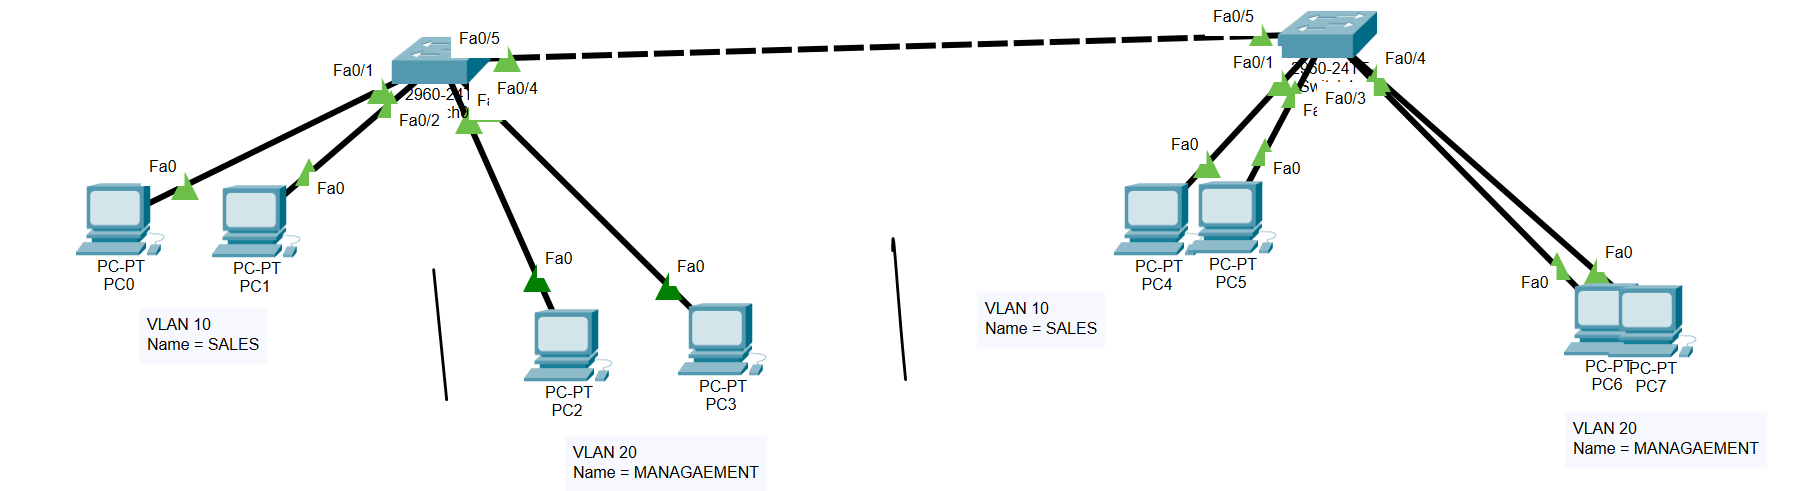 Fa0/5
Fa0/1
Fa0/4
2960-24T
Fa0/2
Fa0
Fa0
PC-PT
PC0
PC-PT
PC1
VLAN 10
Name = SALES
Fa0
Fa0
PC-PT
PC2
PC-PT
PC3
VLAN 20
Name = MANAGAEMENT
Fa0/5
Fa0/1
Fa0/4
Fa0/3
Fa0
Fa0
PC-PT
PC4
PC-PT
PC5
VLAN 10
Name = SALES
Fa0
Fa0
PC-PT
PC6
PC-PT
PC7
VLAN 20
Name = MANAGAEMENT